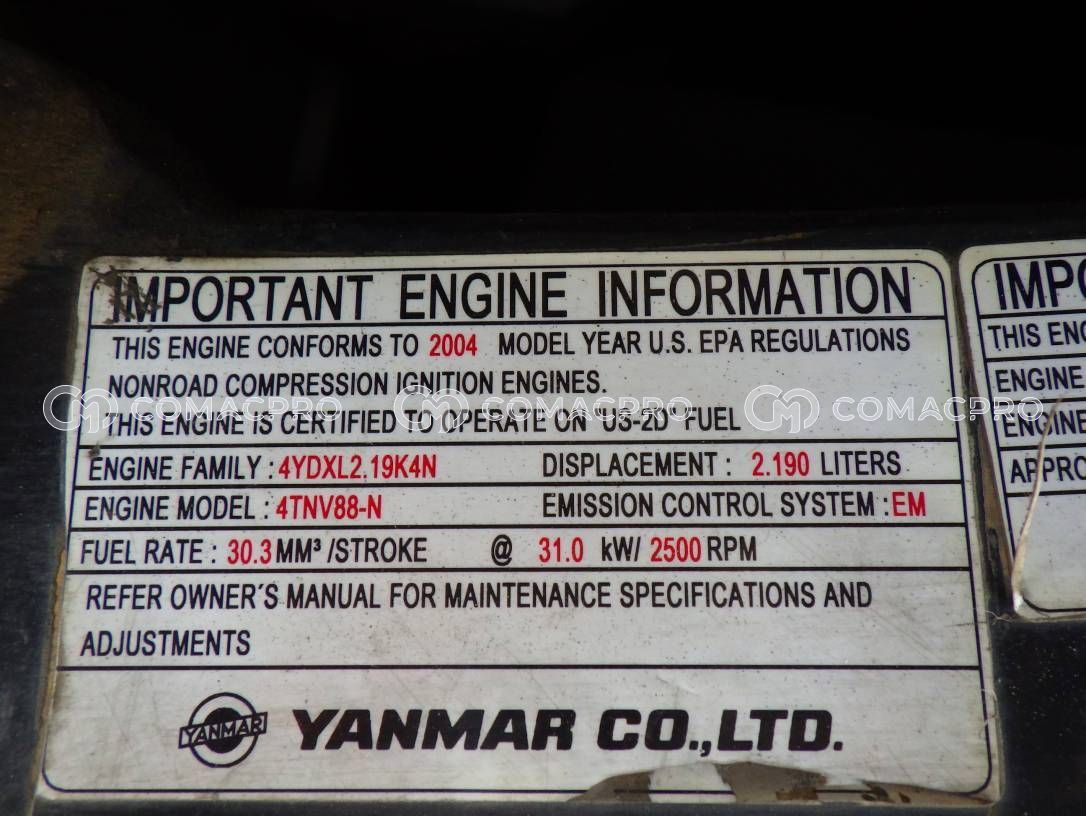 IMPORTANT ENGINE INFORMATION
THIS ENGINE CONFORMS TO 2004 MODEL YEAR U.S. EPA REGULATIONS
NONROAD COMPRESSION IGNITION ENGINES.
COMACPRO COMACPRO COMACPRO
THIS ENGINE IS CERTIFIED TO OPERATE ON "US-2D" FUEL
ENGINE FAMILY : 4YDXL2.19K4N DISPLACEMENT : 2.190 LITERS
ENGINE MODEL : 4TNV88-N EMISSION CONTROL SYSTEM : EM
FUEL RATE : 30.3 MM³ /STROKE @ 31.0 kW/ 2500 RPM
REFER OWNER'S MANUAL FOR MAINTENANCE SPECIFICATIONS AND
ADJUSTMENTS
YANMAR YANMAR CO.,LTD.
THIS
ENGINE
ENGINE